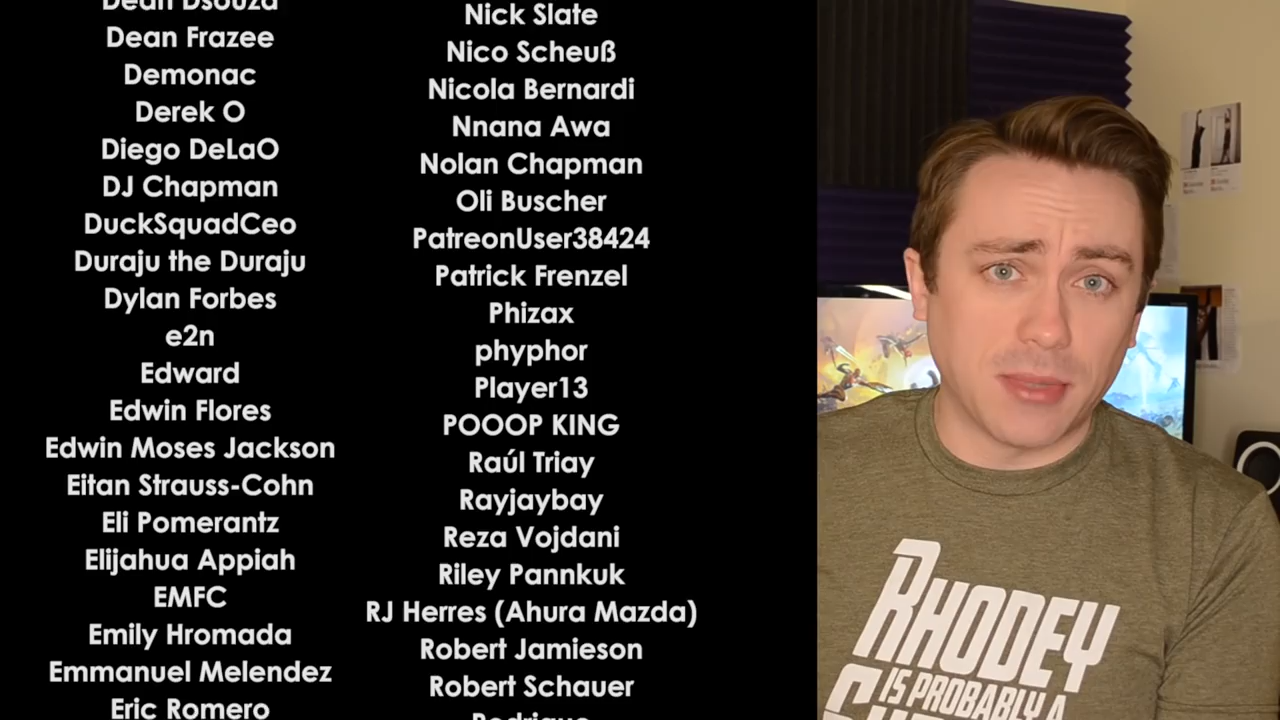 Dean Dsouza
Dean Frazee
Demonac
Derek O
Diego DeLaO
DJ Chapman
DuckSquadCeo
Duraju the Duraju
Dylan Forbes
e2n
Edward
Edwin Flores
Edwin Moses Jackson
Eitan Strauss-Cohn
Eli Pomerantz
Elijahua Appiah
EMFC
Emily Hromada
Emmanuel Melendez
Eric Romero
Nick Slate
Nico Scheuß
Nicola Bernardi
Nnana Awa
Nolan Chapman
Oli Buscher
PatreonUser38424
Patrick Frenzel
Phizax
phyphor
Player13
POOOP KING
Raúl Triay
Rayjaybay
Reza Vojdani
Riley Pannkuk
RJ Herres (Ahura Mazda)
Robert Jamieson
Robert Schauer
RHODEY
IS PROBABLY A